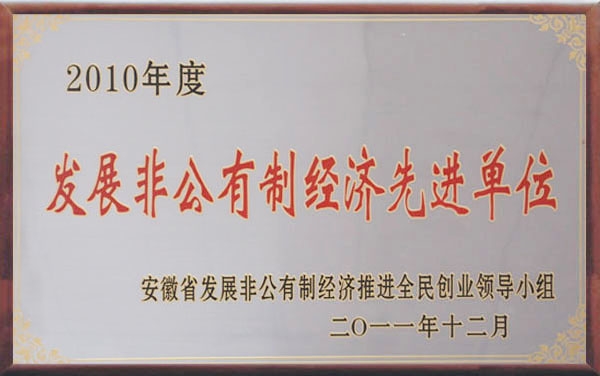 2010年度
发展非公有制经济先进单位
安徽省发展非公有制经济推进全民创业领导小组
二〇一一年十二月